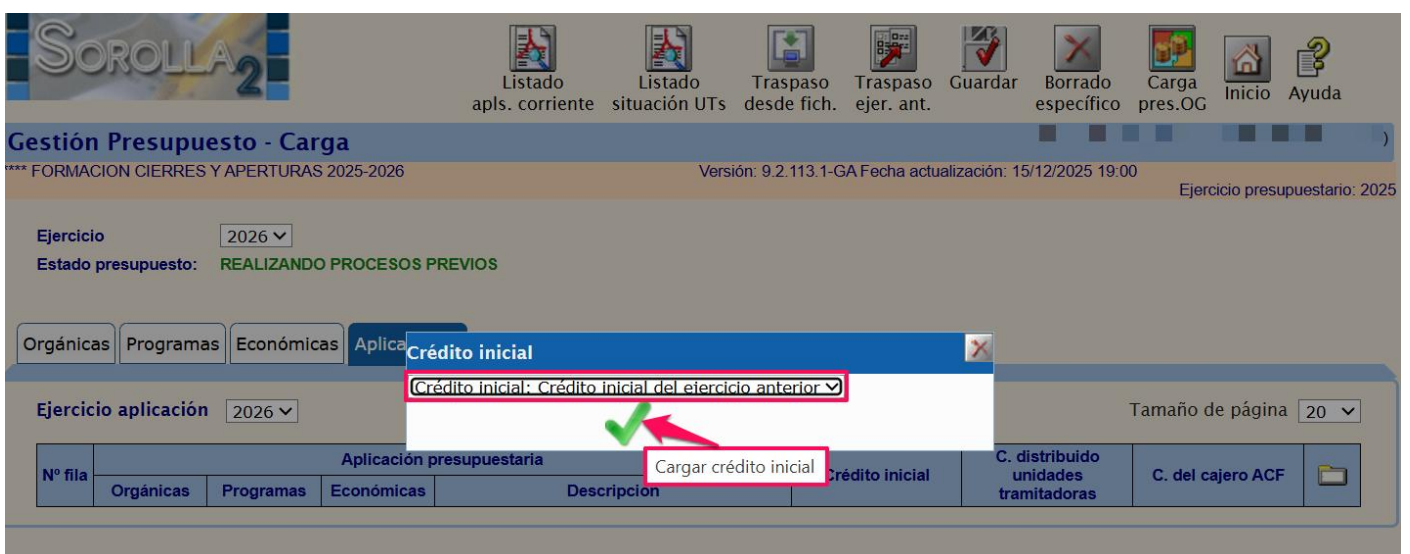 SOROLLA2
Listado
apls. corriente
Listado
situación UTs
Traspaso
desde fich.
Traspaso
ejer. ant.
Guardar
Borrado
específico
Carga
pres.OG
Inicio
Ayuda
Gestión Presupuesto - Carga
)
**** FORMACION CIERRES Y APERTURAS 2025-2026
Versión: 9.2.113.1-GA Fecha actualización: 15/12/2025 19:00
Ejercicio presupuestario: 2025
Ejercicio 2026
Estado presupuesto: REALIZANDO PROCESOS PREVIOS
Orgánicas Programas Económicas Aplica
Crédito inicial
Crédito inicial: Crédito inicial del ejercicio anterior
Cargar crédito inicial
Ejercicio aplicación 2026
Tamaño de página 20
Nº fila
Aplicación presupuestaria
Orgánicas Programas Económicas Descripcion
Crédito inicial
C. distribuido
unidades
tramitadoras
C. del cajero ACF